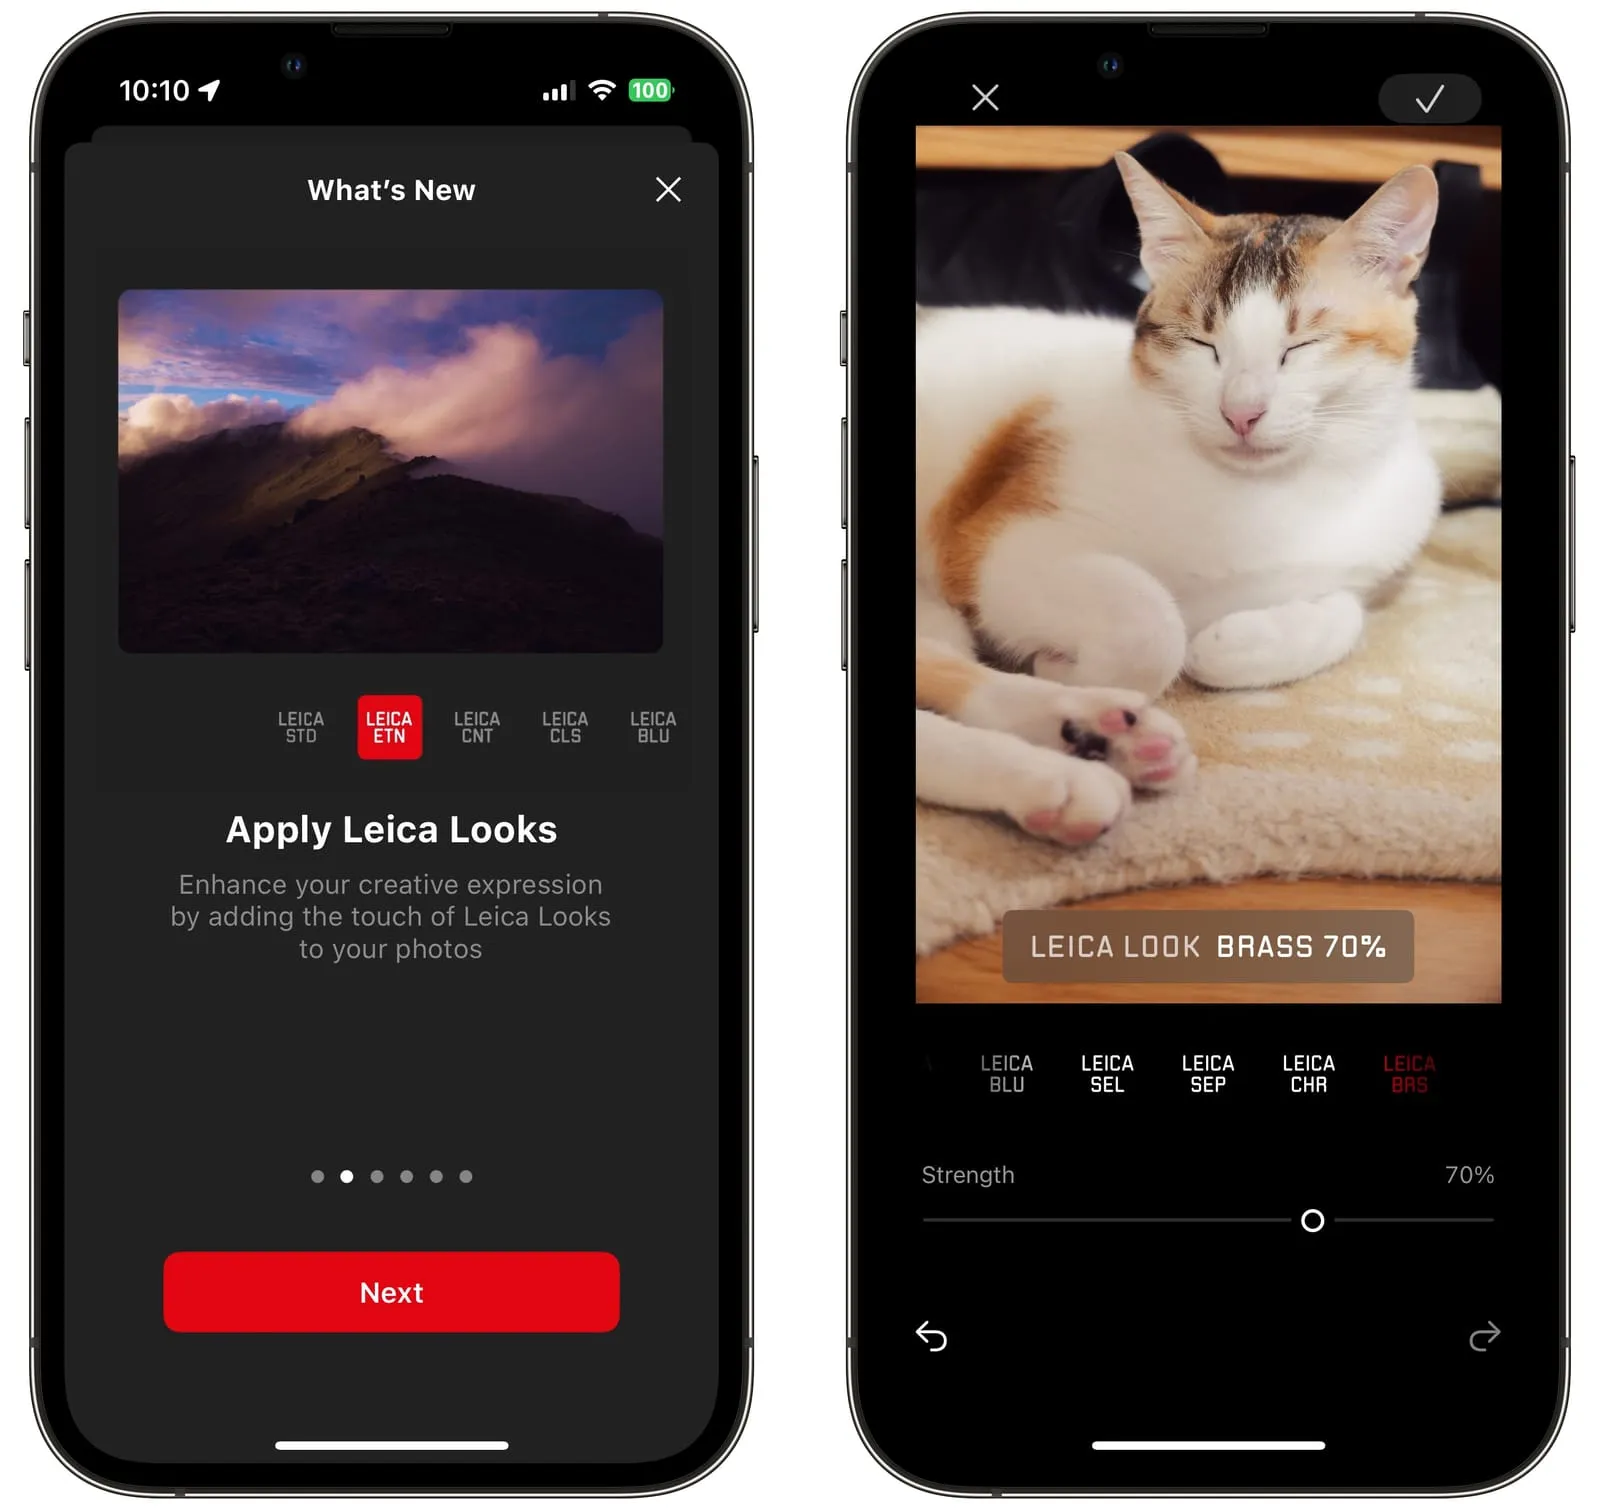 10:10
100
What's New
LEICA STD
LEICA ETN
LEICA CNT
LEICA CLS
LEICA BLU
Apply Leica Looks
Enhance your creative expression
by adding the touch of Leica Looks
to your photos
Next
LEICA LOOK BRASS 70%
LEICA BLU
LEICA SEL
LEICA SEP
LEICA CHR
LEICA BRS
Strength 70%